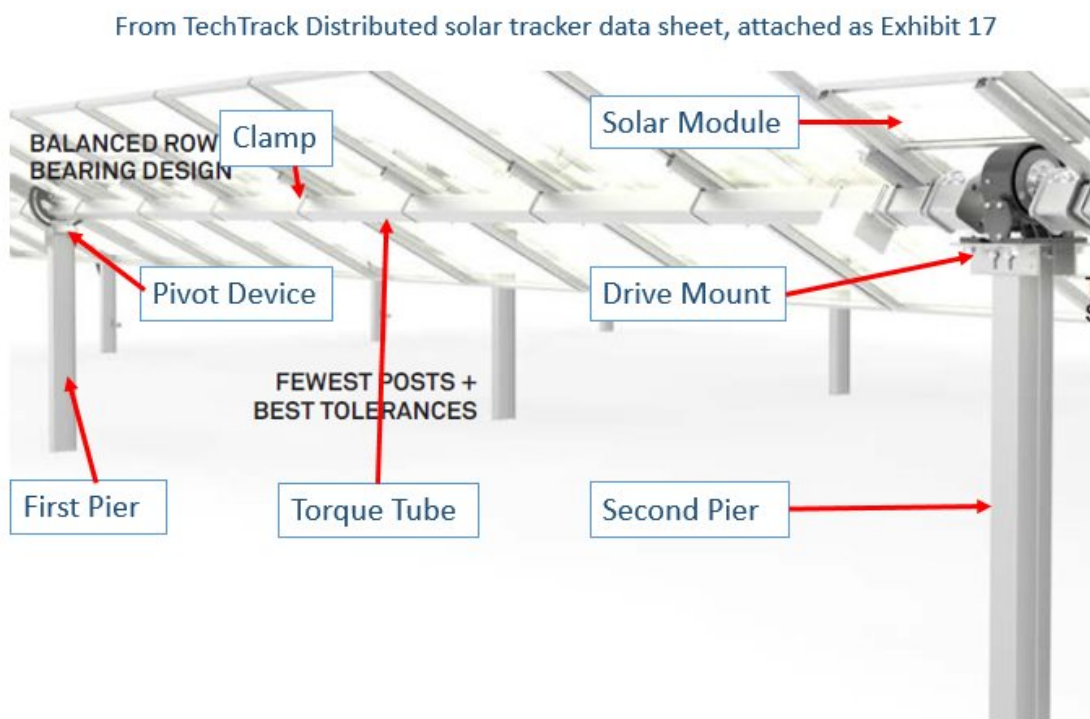 From TechTrack Distributed solar tracker data sheet, attached as Exhibit 17
BALANCED ROW
BEARING DESIGN
Clamp
Solar Module
Pivot Device
Drive Mount
FEWEST POSTS +
BEST TOLERANCES
First Pier
Torque Tube
Second Pier